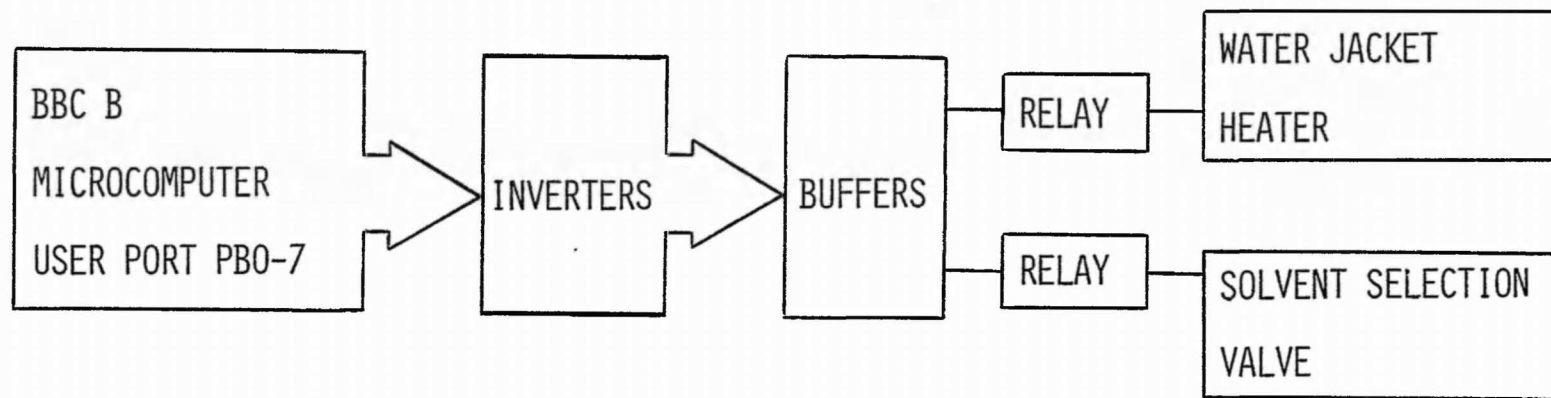 BBC B
MICROCOMPUTER
USER PORT PB0-7
INVERTERS
BUFFERS
RELAY
WATER JACKET
HEATER
RELAY
SOLVENT SELECTION
VALVE